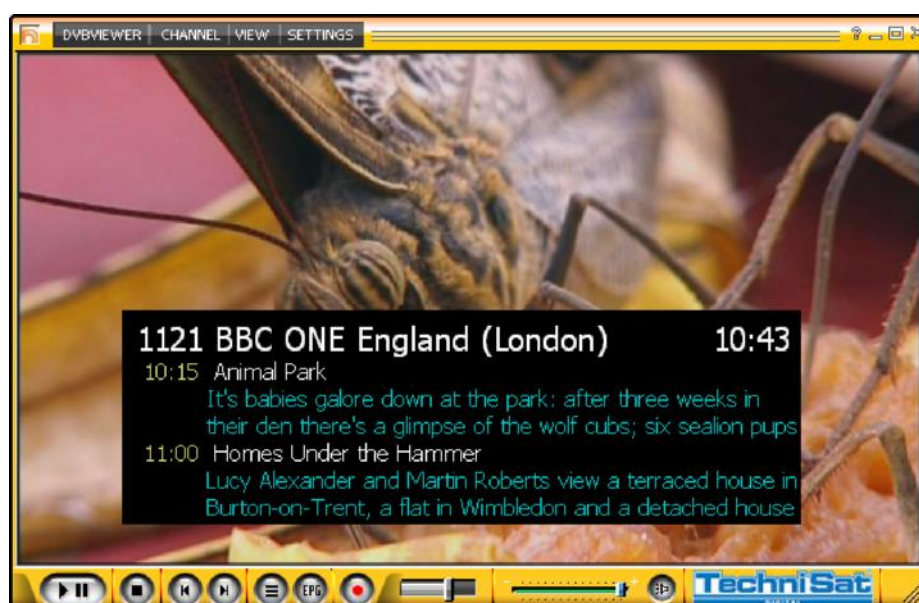 DVBVIEWER CHANNEL VIEW SETTINGS
1121 BBC ONE England (London) 10:43
10:15 Animal Park
It's babies galore down at the park: after three weeks in
their den there's a glimpse of the wolf cubs; six sealion pups
11:00 Homes Under the Hammer
Lucy Alexander and Martin Roberts view a terraced house in
Burton-on-Trent, a flat in Wimbledon and a detached house
EPG TechniSat
DIGITAL